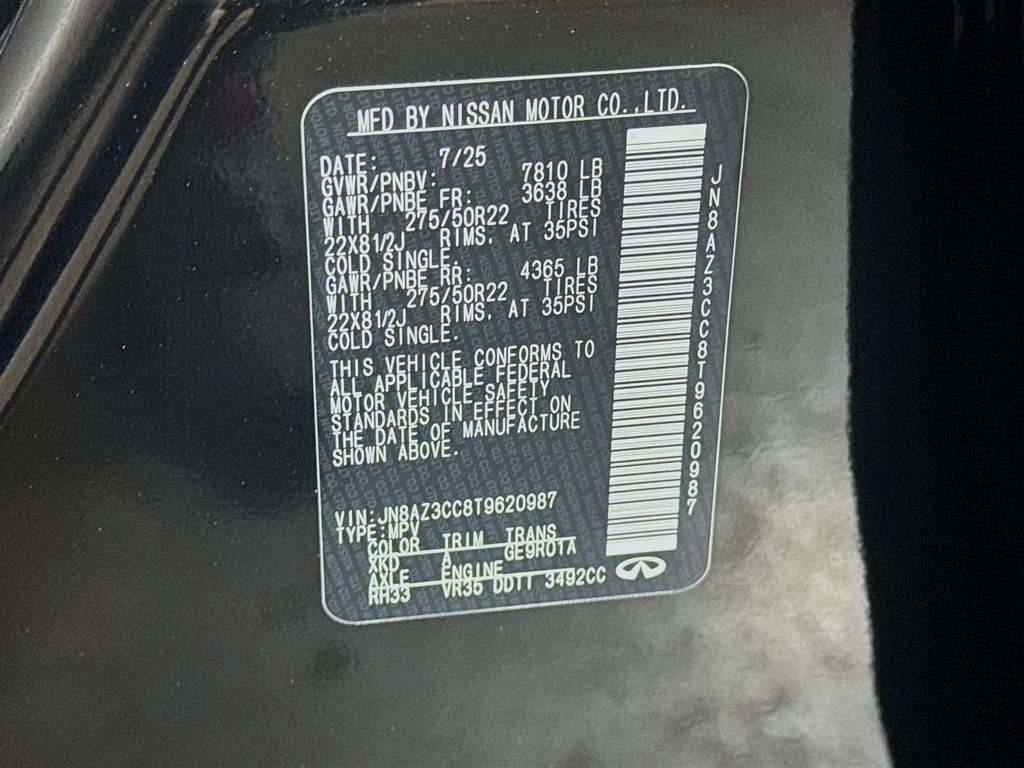 MFD BY NISSAN MOTOR CO.,LTD.
DATE: 7/25
GVWR/PNBV: 7810 LB
GAWR/PNBE FR: 3638 LB
WITH 275/50R22 TIRES
22X81/2J RIMS. AT 35PSI
COLD SINGLE.
GAWR/PNBE RR: 4365 LB
WITH 275/50R22 TIRES
22X81/2J RIMS. AT 35PSI
COLD SINGLE.
THIS VEHICLE CONFORMS TO
ALL APPLICABLE FEDERAL
MOTOR VEHICLE SAFETY
STANDARDS IN EFFECT ON
THE DATE OF MANUFACTURE
SHOWN ABOVE.
VIN:JN8AZ3CC8T9620987
TYPE:MPV
COLOR TRIM TRANS
XKD A GE9R01A
AXLE ENGINE
RH33 VR35 DDTT 3492CC
JN8AZ3CC8T9620987